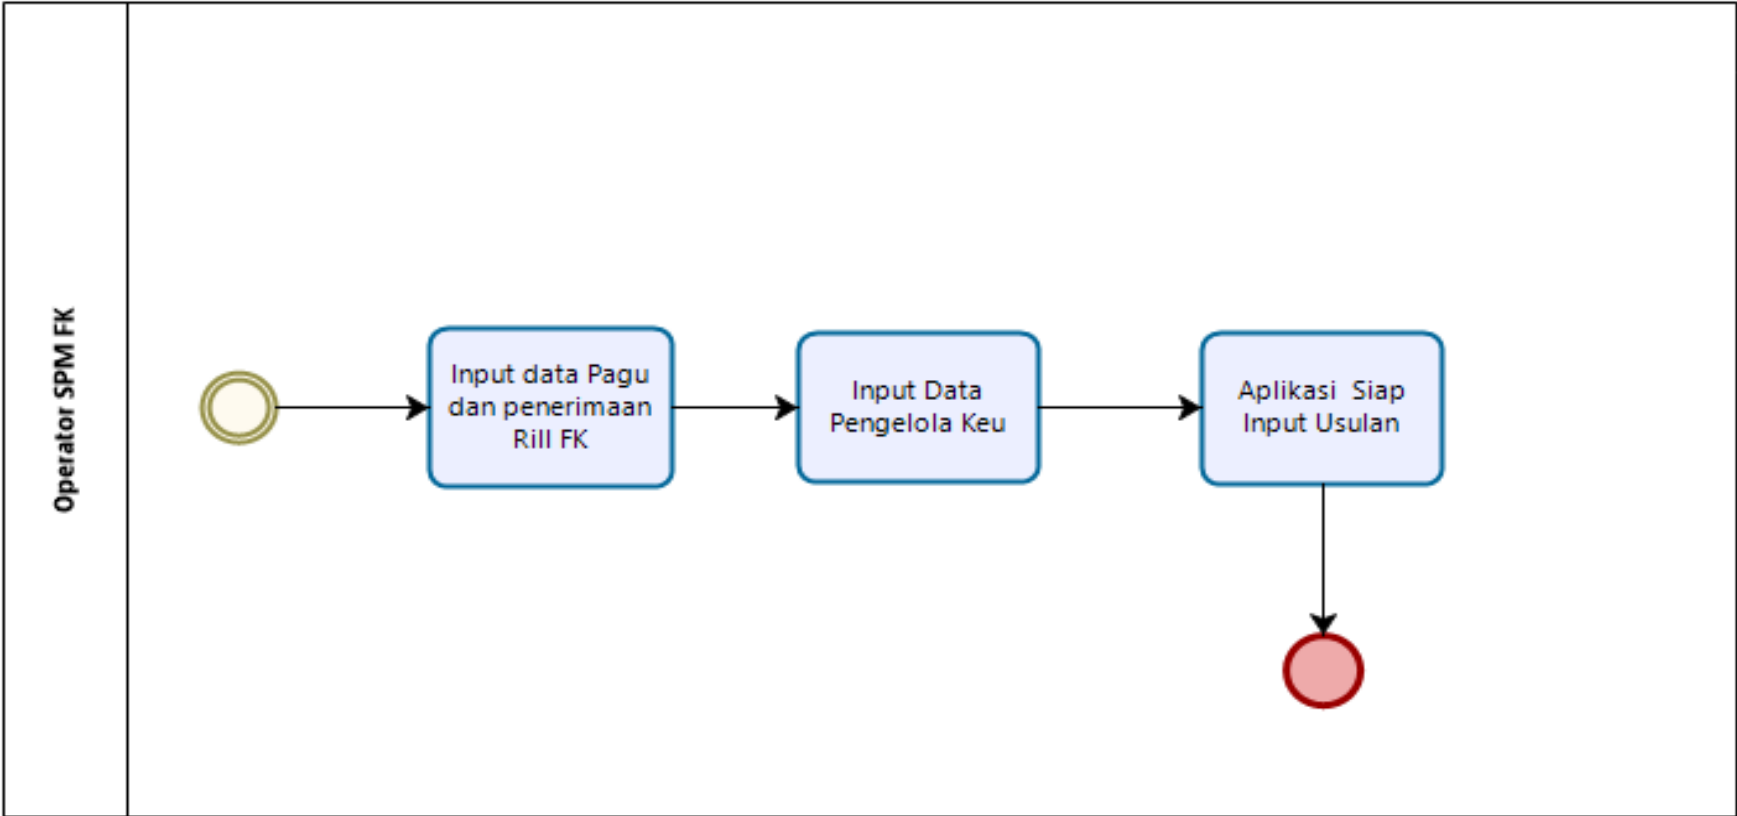 Operator SPM FK
Input data Pagu
dan penerimaan
Rill FK
Input Data
Pengelola Keu
Aplikasi  Siap
Input Usulan